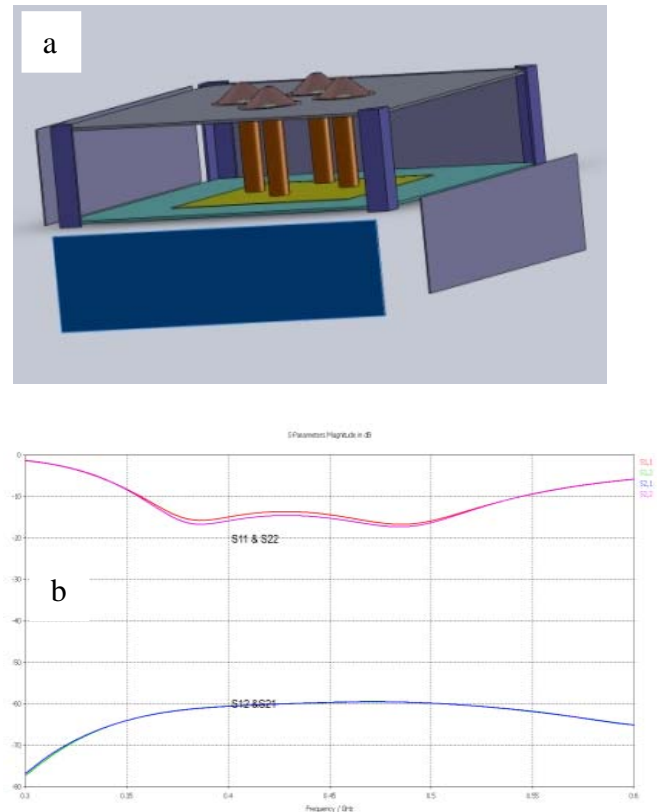 a
S-Parameters Magnitude in dB
0
S1,1
S1,2
S2,1
S2,2
-10
-20
S11 & S22
-30
b
-40
-50
-60
S12 &S21
-70
-80
0.3
0.35
0.4
0.45
0.5
0.55
0.6
Frequency / GHz